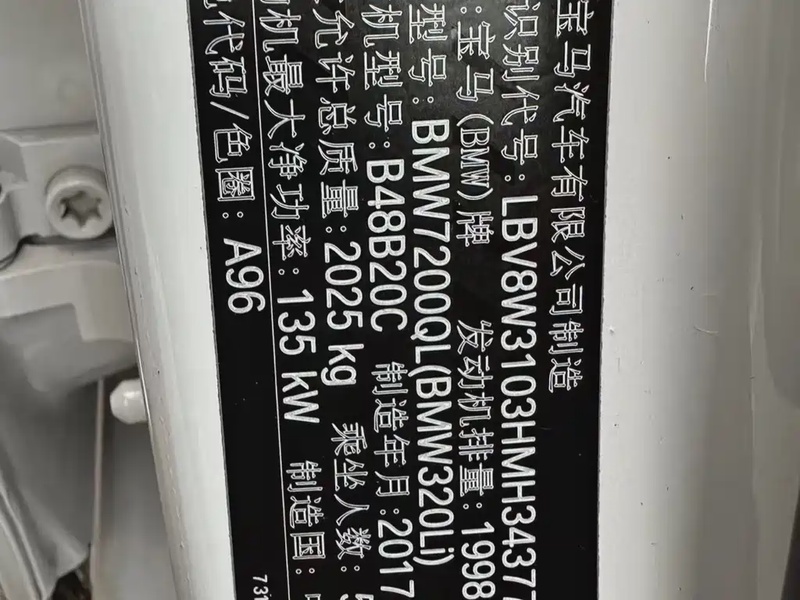 宝马汽车有限公司制造
识别代号:LBV8W3103HMH3437
:宝马(BMW)牌 发动机排量:1998
型号:BMW7200QL(BMW320Li)
机型号:B48B20C 制造年月:2017
允许总质量:2025 kg 乘坐人数:
机最大净功率:135 kW 制造国:
代码/色圈:A96
731